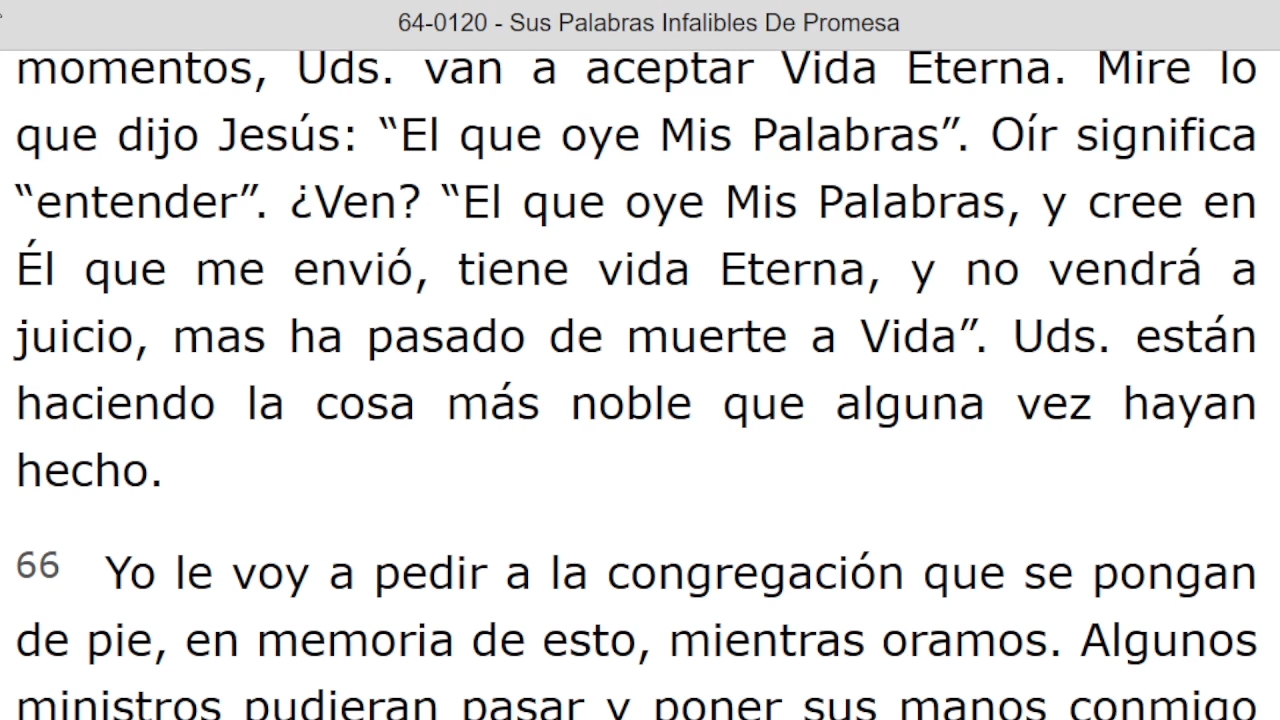 64-0120 - Sus Palabras Infalibles De Promesa
momentos, Uds. van a aceptar Vida Eterna. Mire lo
que dijo Jesús: “El que oye Mis Palabras”. Oír significa
“entender”. ¿Ven? “El que oye Mis Palabras, y cree en
Él que me envió, tiene vida Eterna, y no vendrá a
juicio, mas ha pasado de muerte a Vida”. Uds. están
haciendo la cosa más noble que alguna vez hayan
hecho.
66 Yo le voy a pedir a la congregación que se pongan
de pie, en memoria de esto, mientras oramos. Algunos
ministros pudieran pasar y poner sus manos conmigo